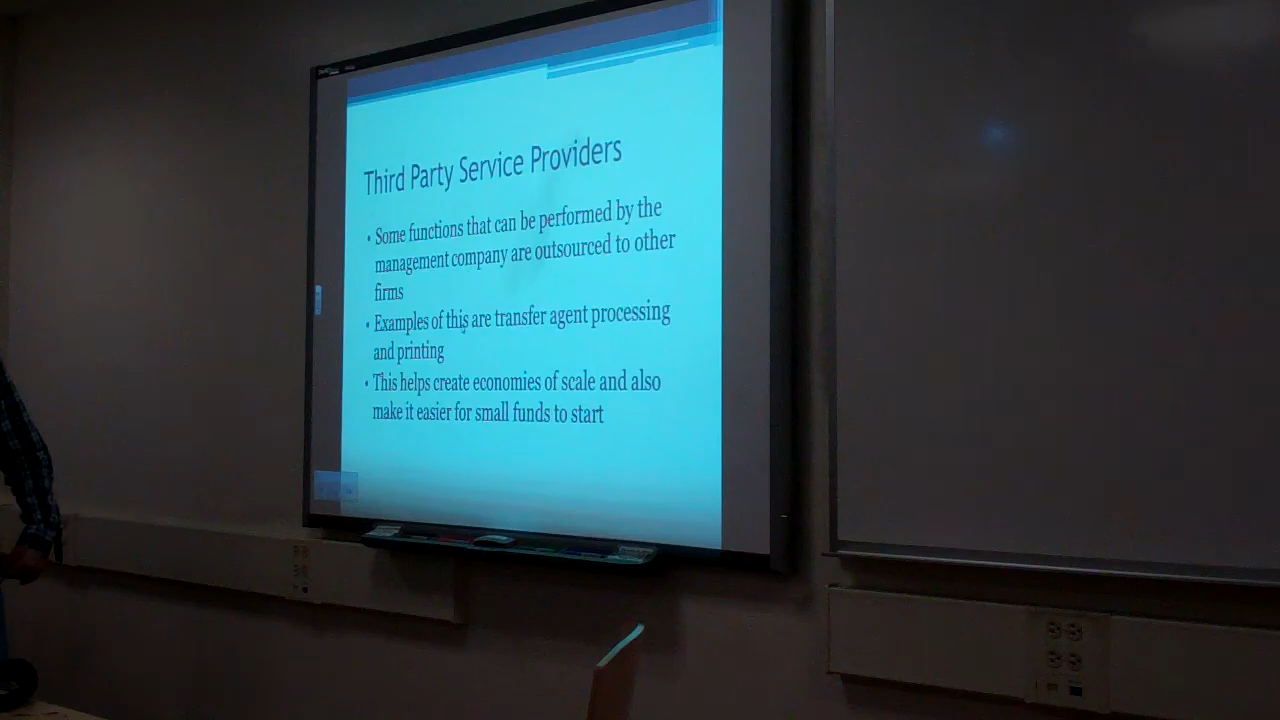 Third Party Service Providers
• Some functions that can be performed by the
management company are outsourced to other
firms
• Examples of this are transfer agent processing
and printing
• This helps create economies of scale and also
make it easier for small funds to start